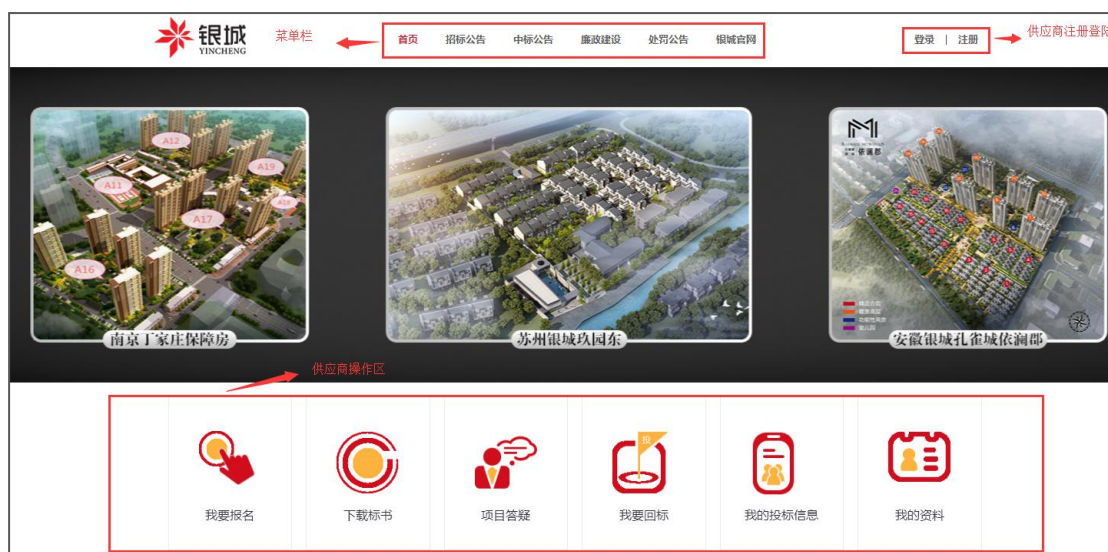 银城
YINCHENG
菜单栏
首页 招标公告 中标公告 廉政建设 处罚公告 银城官网
登录 | 注册
供应商注册登陆
A12
A19
A11
A18
A17
A16
南京丁家庄保障房
苏州银城玖园东
依澜郡
安徽银城孔雀城依澜郡
供应商操作区
投
我要报名 下载标书 项目答疑 我要回标 我的投标信息 我的资料